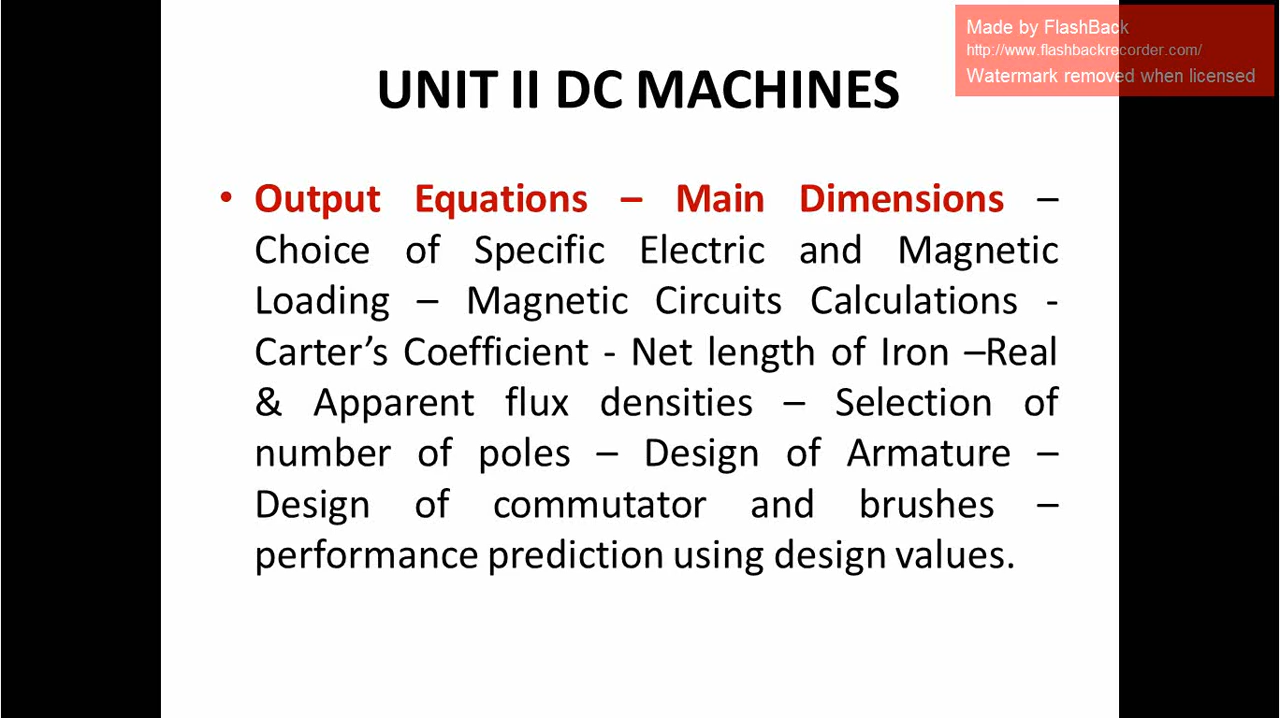 Made by FlashBack
http://www.flashbackrecorder.com/
Watermark removed when licensed
UNIT II DC MACHINES
• Output Equations – Main Dimensions –
Choice of Specific Electric and Magnetic
Loading – Magnetic Circuits Calculations -
Carter’s Coefficient - Net length of Iron –Real
& Apparent flux densities – Selection of
number of poles – Design of Armature –
Design of commutator and brushes –
performance prediction using design values.